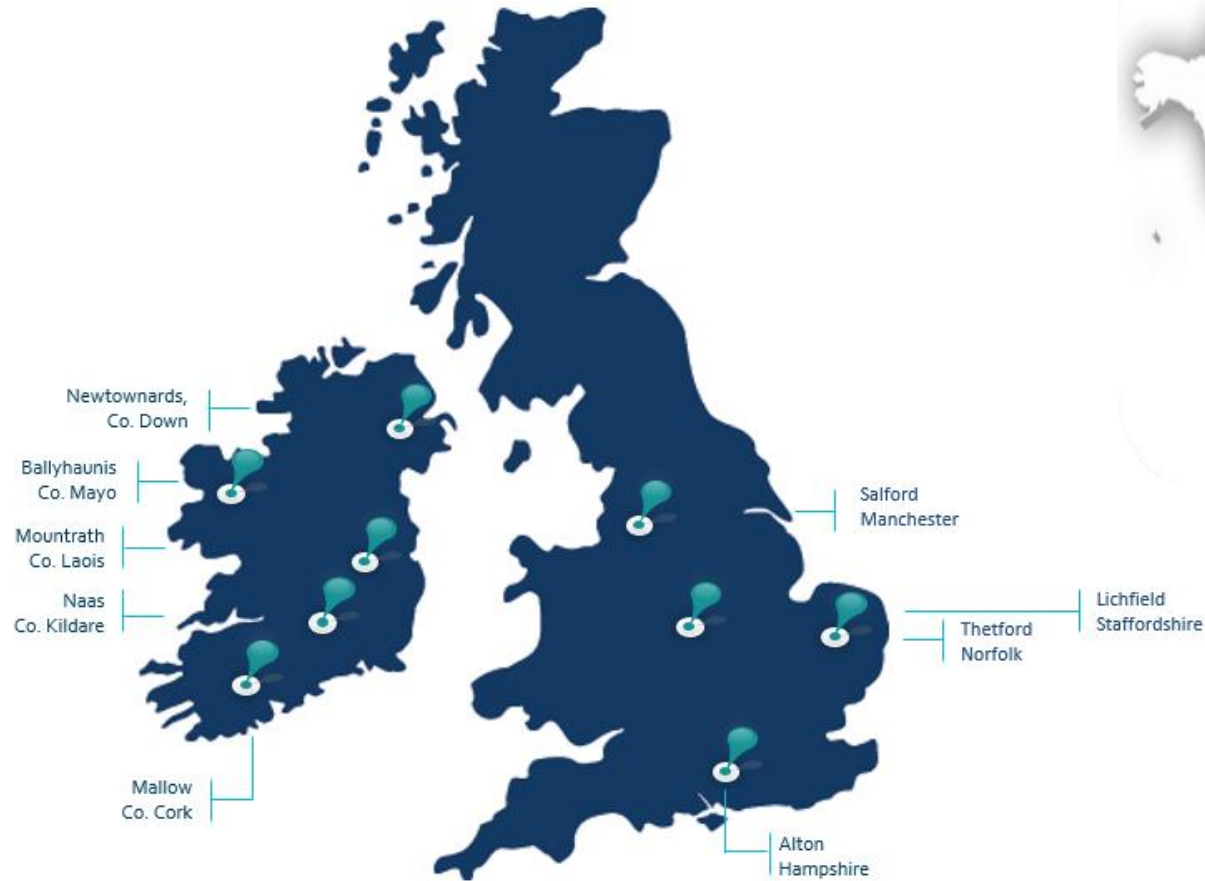 Newtownards,
Co. Down
Ballyhaunis
Co. Mayo
Mountrath
Co. Laois
Naas
Co. Kildare
Mallow
Co. Cork
Salford
Manchester
Lichfield
Staffordshire
Thetford
Norfolk
Alton
Hampshire